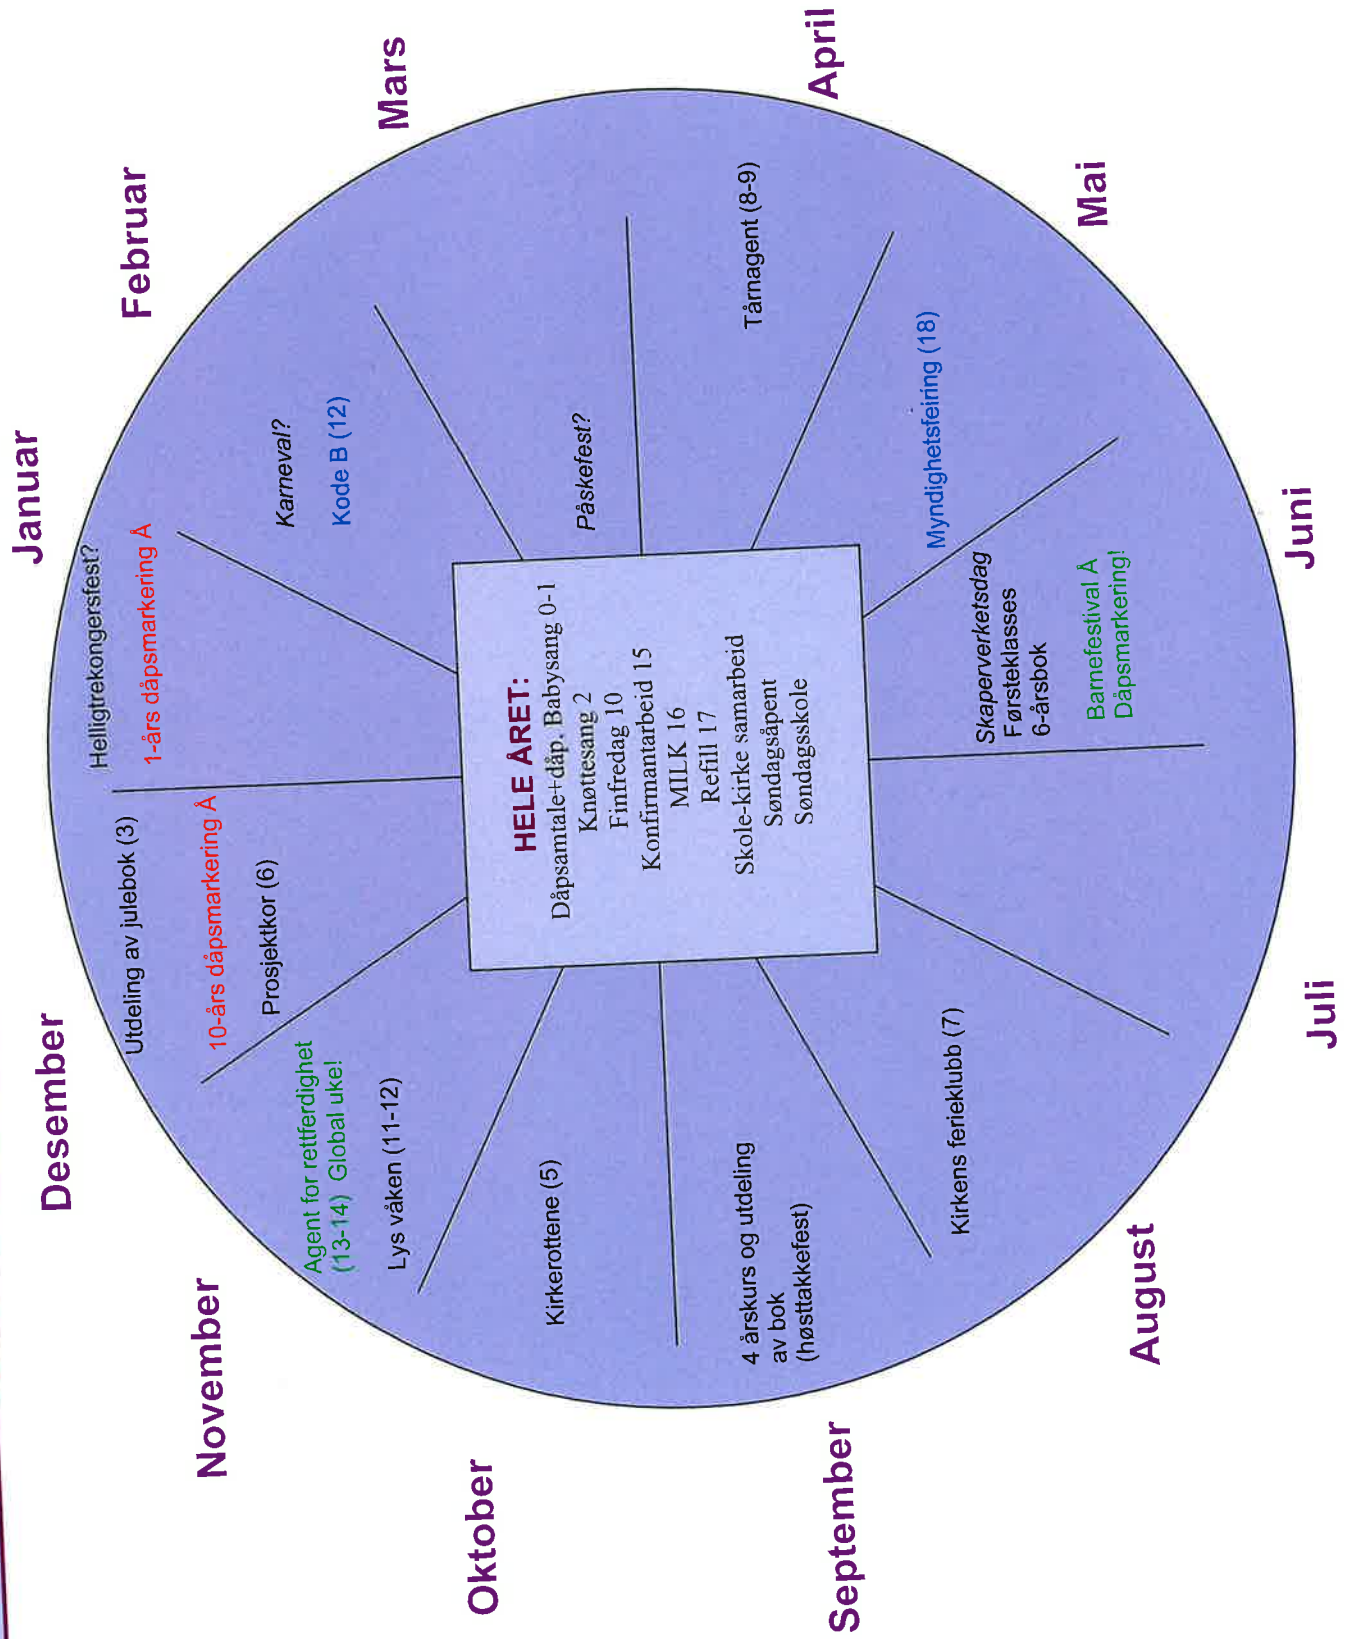 Januar
Helligtrekongersfest?
1-års dåpsmarkering Å
Februar
Karneval?
Kode B (12)
Mars
Påskefest?
April
Tårnagent (8-9)
Mai
Myndighetsfeiring (18)
Juni
Skaperverketsdag
Førsteklasses
6-årsbok
Barnefestival Å
Dåpsmarkering!
Juli
August
Kirkens ferieklubb (7)
September
4 årskurs og utdeling
av bok
(høsttakkefest)
Oktober
Kirkerottene (5)
November
Agent for rettferdighet
(13-14) Global uke!
Lys våken (11-12)
Desember
Utdeling av julebok (3)
10-års dåpsmarkering Å
Prosjektkor (6)
HELE ÅRET:
Dåpsamtale+dåp. Babysang 0-1
Knøttesang 2
Finfredag 10
Konfirmantarbeid 15
MILK 16
Refill 17
Skole-kirke samarbeid
Søndagsåpent
Søndagsskole